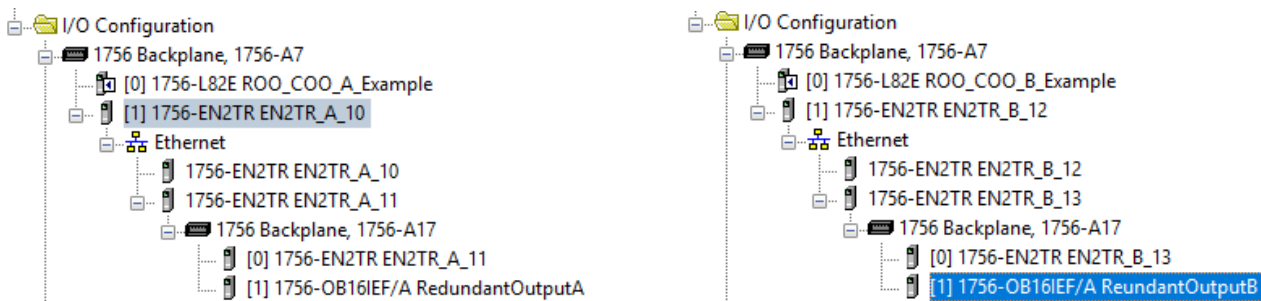 I/O Configuration
1756 Backplane, 1756-A7
[0] 1756-L82E ROO_COO_A_Example
[1] 1756-EN2TR EN2TR_A_10
Ethernet
1756-EN2TR EN2TR_A_10
1756-EN2TR EN2TR_A_11
1756 Backplane, 1756-A17
[0] 1756-EN2TR EN2TR_A_11
[1] 1756-OB16IEF/A RedundantOutputA
I/O Configuration
1756 Backplane, 1756-A7
[0] 1756-L82E ROO_COO_B_Example
[1] 1756-EN2TR EN2TR_B_12
Ethernet
1756-EN2TR EN2TR_B_12
1756-EN2TR EN2TR_B_13
1756 Backplane, 1756-A17
[0] 1756-EN2TR EN2TR_B_13
[1] 1756-OB16IEF/A RedundantOutputB